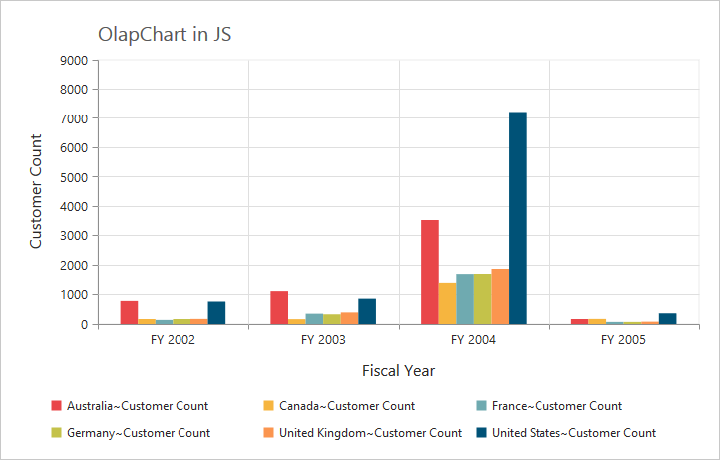 OlapChart in JS
9000
8000
7000
6000
5000
4000
3000
2000
1000
0
Customer Count
FY 2002 FY 2003 FY 2004 FY 2005
Fiscal Year
Australia~Customer Count Canada~Customer Count France~Customer Count
Germany~Customer Count United Kingdom~Customer Count United States~Customer Count